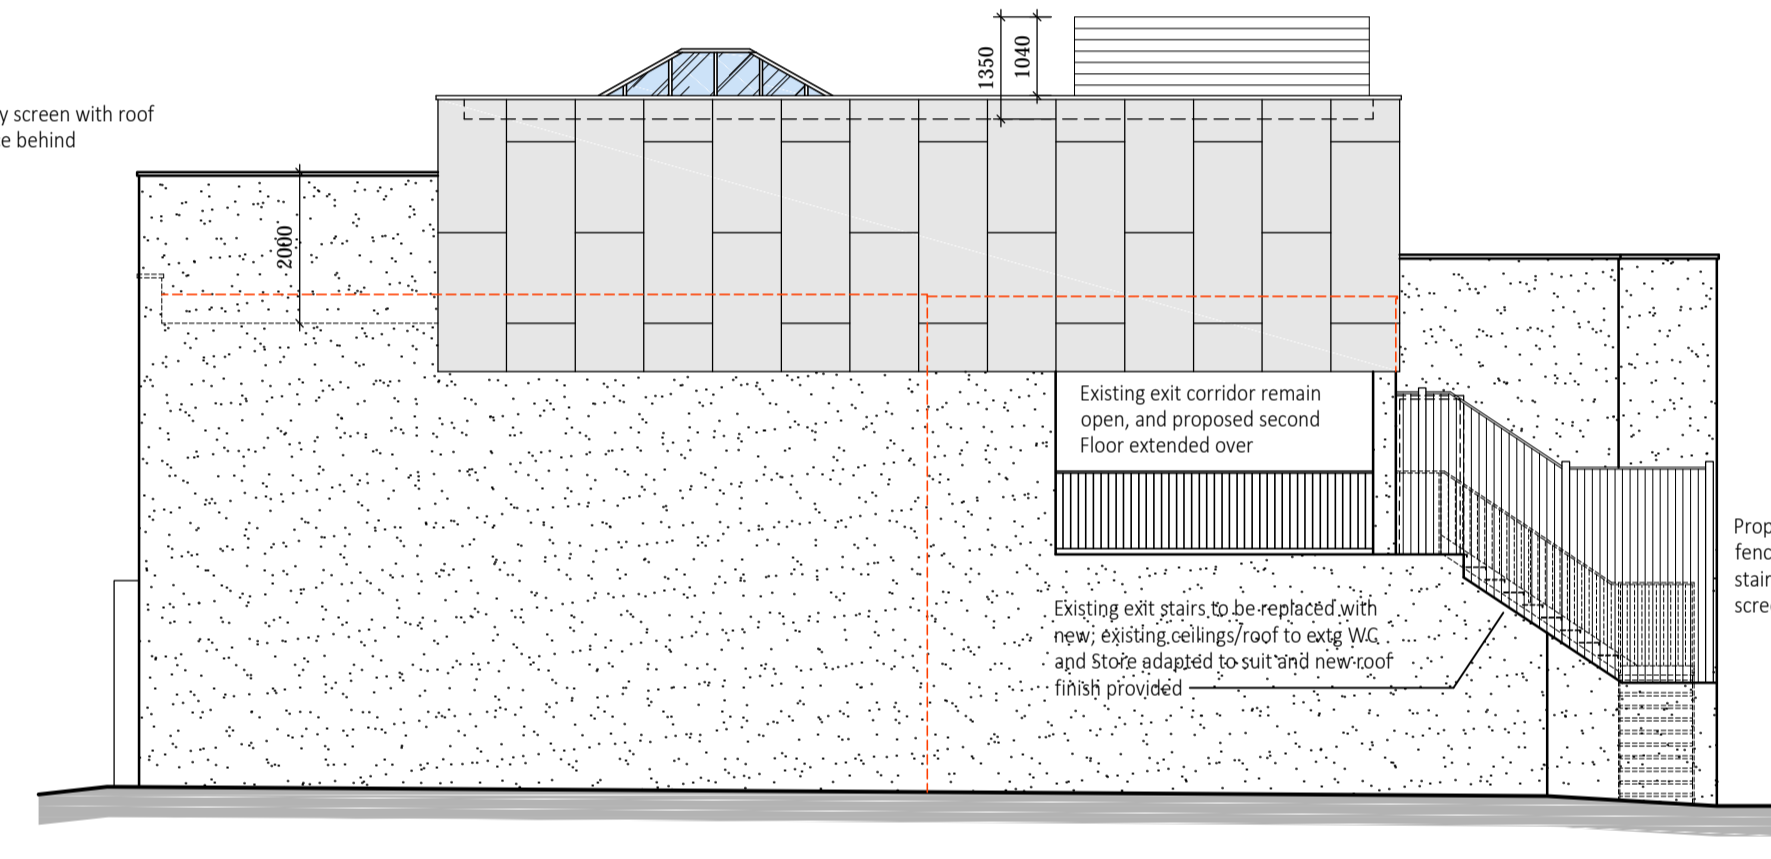 y screen with roof
e behind
1350
1040
2000
Existing exit corridor remain
open, and proposed second
Floor extended over
Existing exit stairs to be replaced with
new; existing ceilings/roof to extg WC
and Store adapted to suit and new roof
finish provided
Prop
fenc
stair
scre